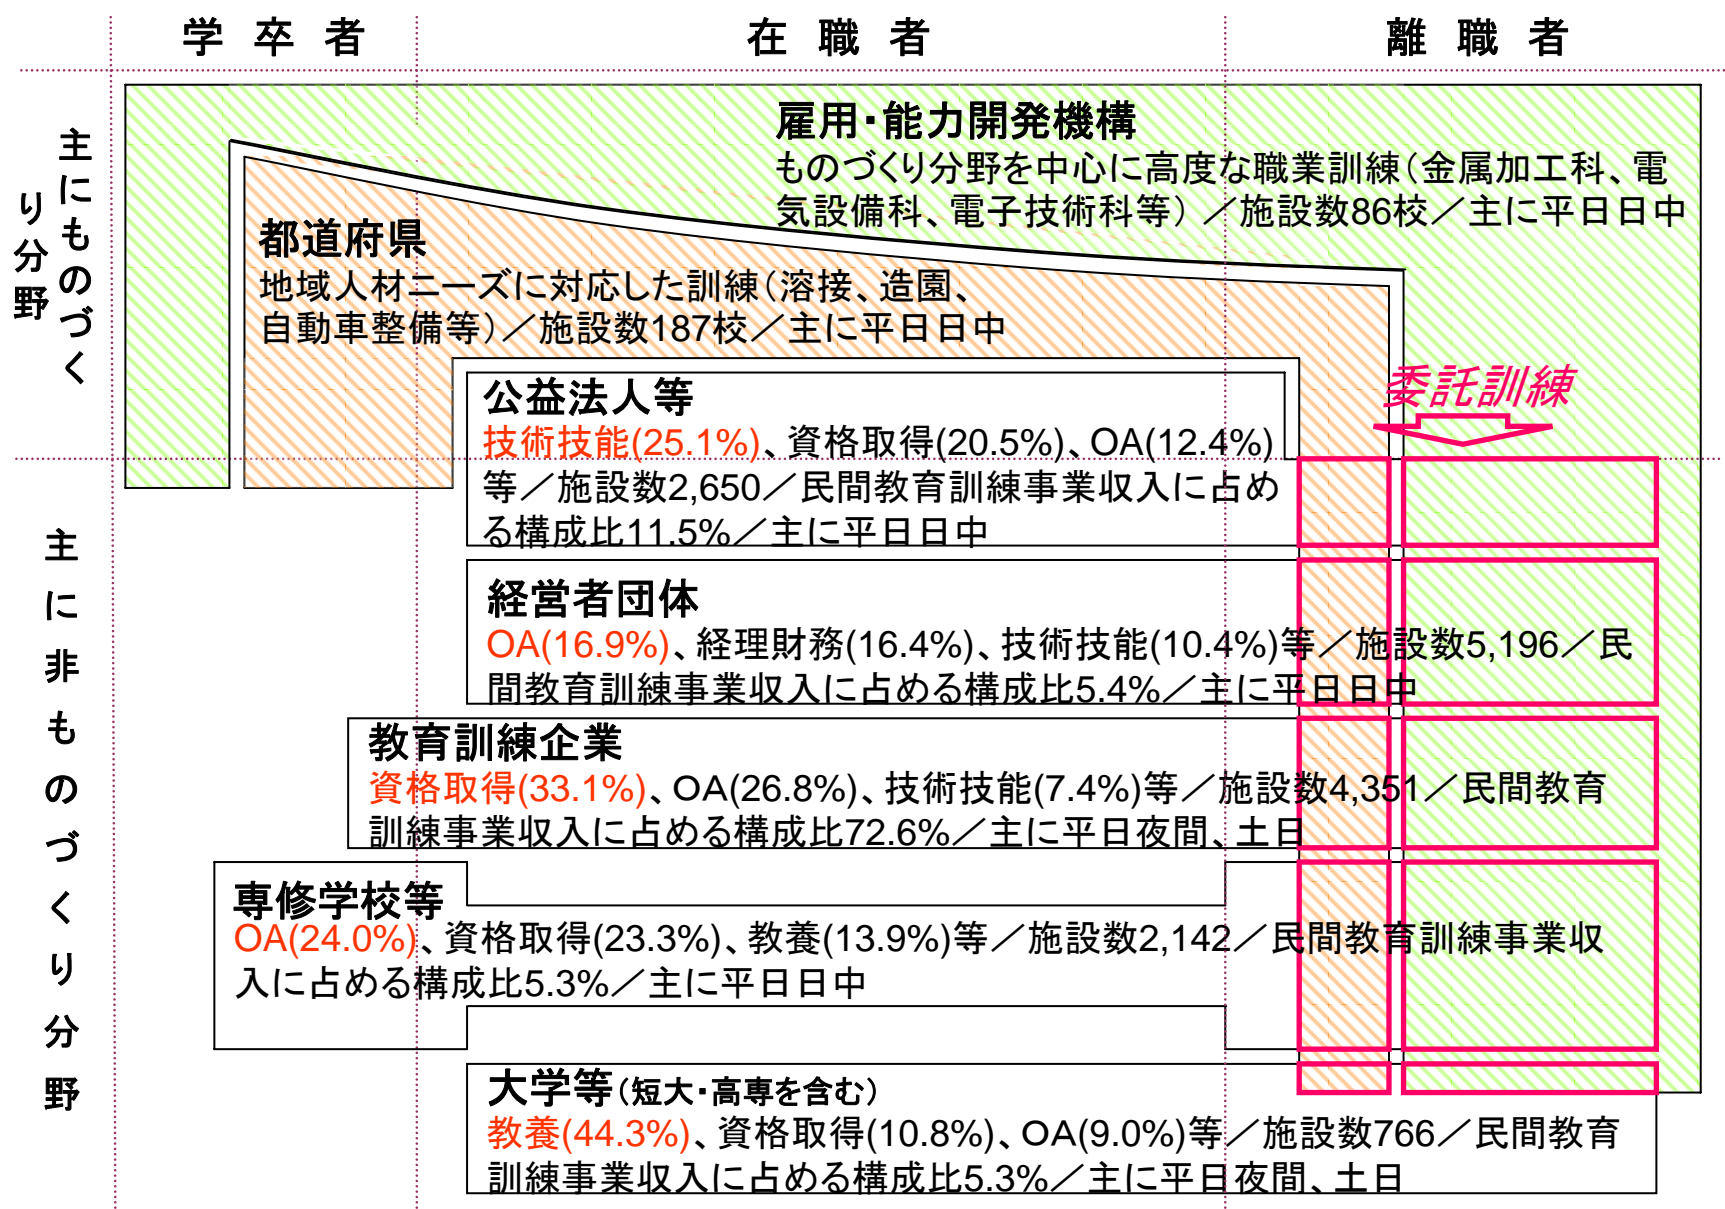 学卒者
在職者
離職者
主にものづく
り分野
雇用・能力開発機構
ものづくり分野を中心に高度な職業訓練（金属加工科、電
気設備科、電子技術科等）／施設数86校／主に平日日中
都道府県
地域人材ニーズに対応した訓練（溶接、造園、
自動車整備等）／施設数187校／主に平日日中
委託訓練
公益法人等
技術技能(25.1%)、資格取得(20.5%)、OA(12.4%)
等／施設数2,650／民間教育訓練事業収入に占め
る構成比11.5%／主に平日日中
主に非ものづくり分野
経営者団体
OA(16.9%)、経理財務(16.4%)、技術技能(10.4%)等／施設数5,196／民
間教育訓練事業収入に占める構成比5.4%／主に平日日中
教育訓練企業
資格取得(33.1%)、OA(26.8%)、技術技能(7.4%)等／施設数4,351／民間教育
訓練事業収入に占める構成比72.6%／主に平日夜間、土日
専修学校等
OA(24.0%)、資格取得(23.3%)、教養(13.9%)等／施設数2,142／民間教育訓練事業収
入に占める構成比5.3%／主に平日日中
大学等（短大・高専を含む）
教養(44.3%)、資格取得(10.8%)、OA(9.0%)等／施設数766／民間教育
訓練事業収入に占める構成比5.3%／主に平日夜間、土日